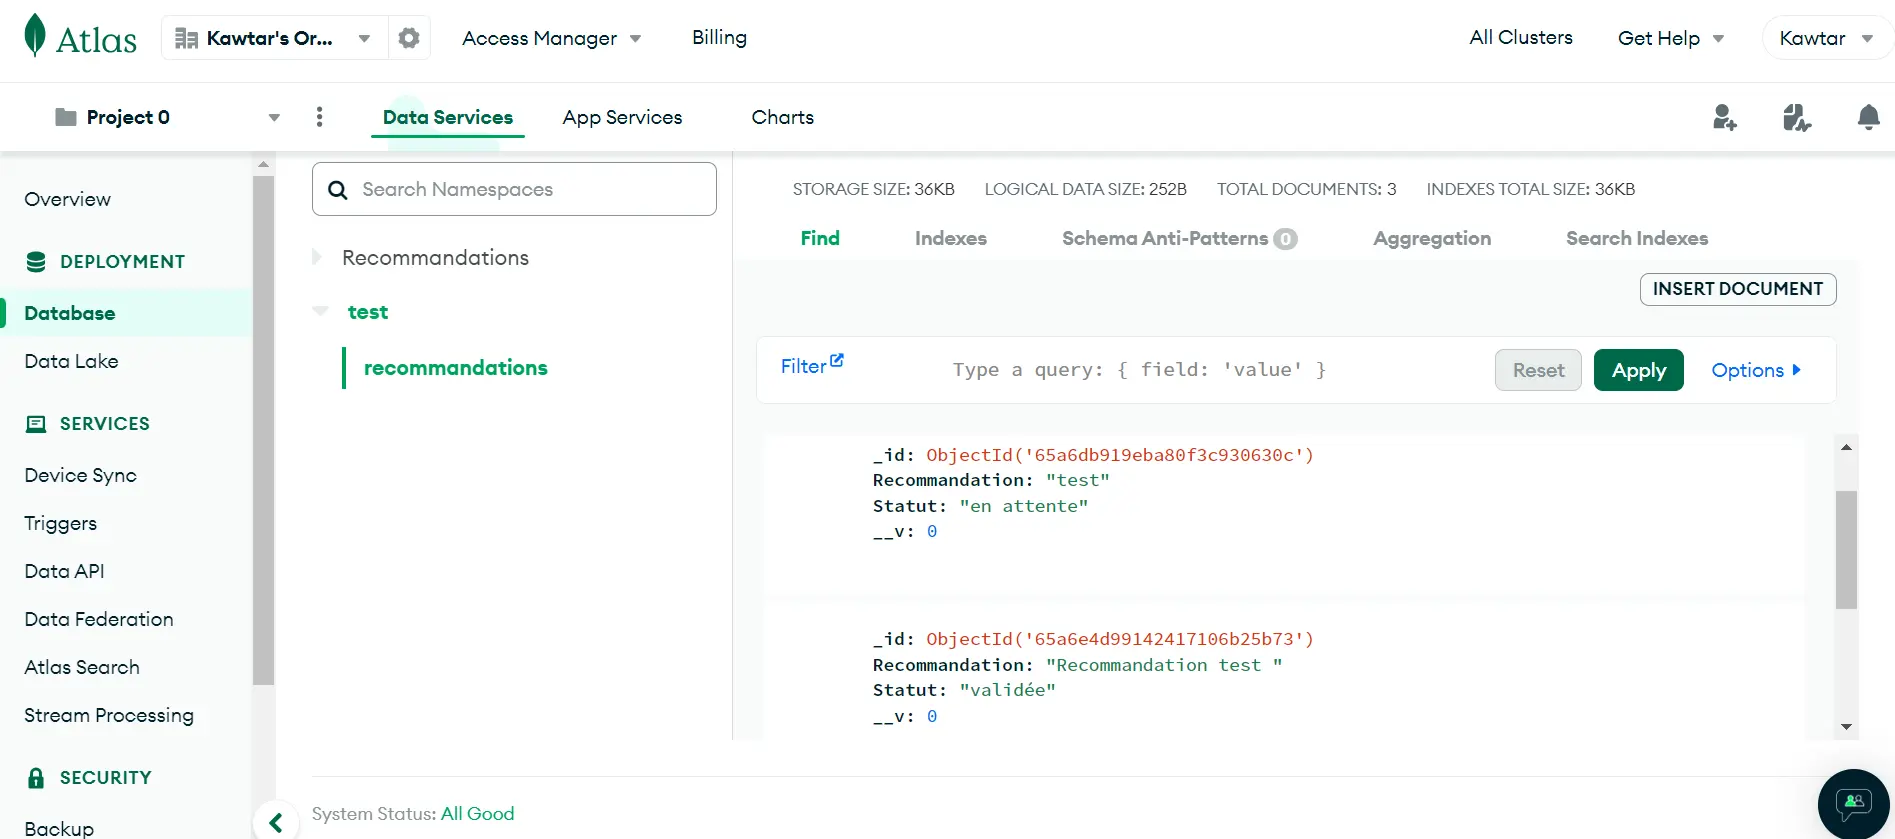 Atlas
Kawtar's Or...
Access Manager
Billing
All Clusters
Get Help
Kawtar
Project 0
Data Services
App Services
Charts
Overview
DEPLOYMENT
Database
Data Lake
SERVICES
Device Sync
Triggers
Data API
Data Federation
Atlas Search
Stream Processing
SECURITY
Backup
Search Namespaces
Recommandations
test
recommandations
STORAGE SIZE: 36KB LOGICAL DATA SIZE: 252B TOTAL DOCUMENTS: 3 INDEXES TOTAL SIZE: 36KB
Find
Indexes
Schema Anti-Patterns 0
Aggregation
Search Indexes
INSERT DOCUMENT
Filter
Type a query: { field: 'value' }
Reset
Apply
Options
_id: ObjectId('65a6db919eba80f3c930630c')
Recommandation: "test"
Statut: "en attente"
__v: 0
_id: ObjectId('65a6e4d99142417106b25b73')
Recommandation: "Recommandation test "
Statut: "validée"
__v: 0
System Status: All Good